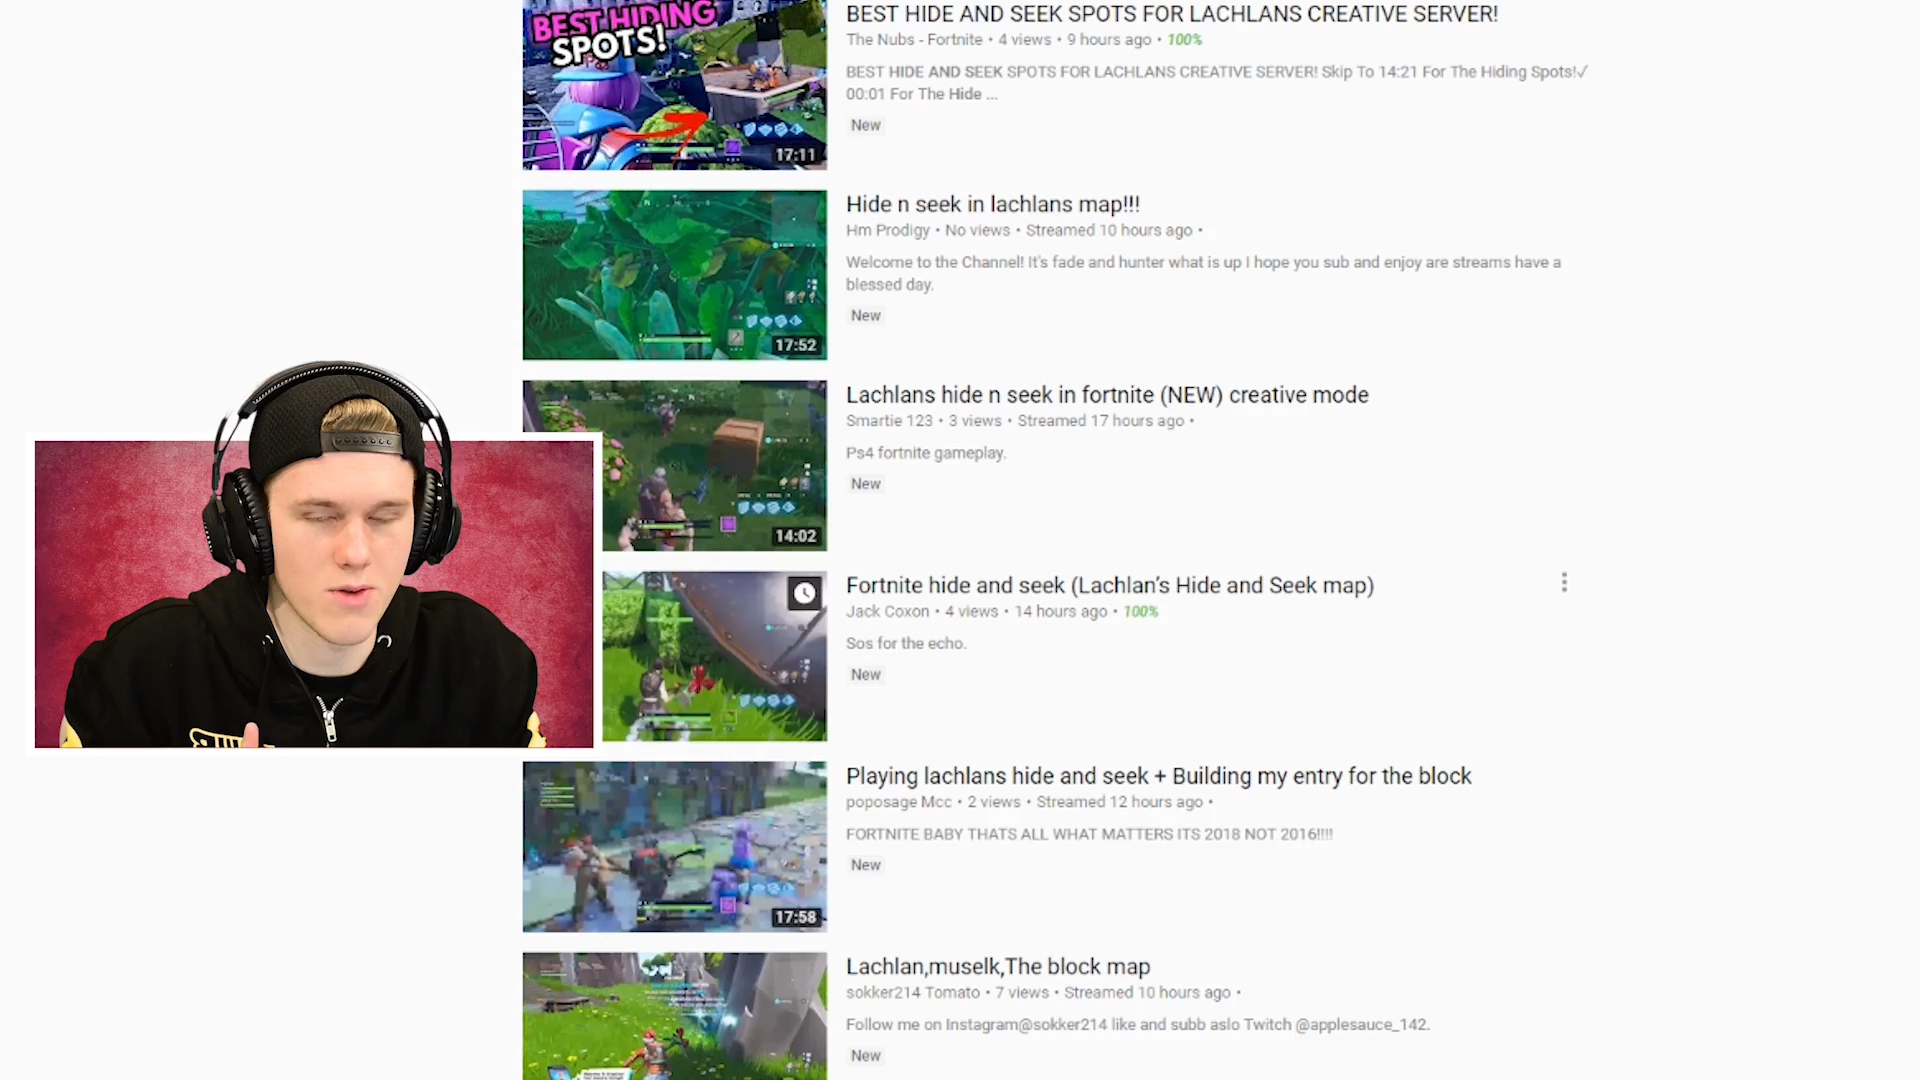 BEST HIDING
SPOTS!
17:11
BEST HIDE AND SEEK SPOTS FOR LACHLANS CREATIVE SERVER!
The Nubs - Fortnite • 4 views • 9 hours ago • 100%
BEST HIDE AND SEEK SPOTS FOR LACHLANS CREATIVE SERVER! Skip To 14:21 For The Hiding Spots!✓
00:01 For The Hide ...
New
17:52
Hide n seek in lachlans map!!!
Hm Prodigy • No views • Streamed 10 hours ago •
Welcome to the Channel! It's fade and hunter what is up I hope you sub and enjoy are streams have a
blessed day.
New
14:02
Lachlans hide n seek in fortnite (NEW) creative mode
Smartie 123 • 3 views • Streamed 17 hours ago •
Ps4 fortnite gameplay.
New
Fortnite hide and seek (Lachlan’s Hide and Seek map)
Jack Coxon • 4 views • 14 hours ago • 100%
Sos for the echo.
New
17:58
Playing lachlans hide and seek + Building my entry for the block
poposage Mcc • 2 views • Streamed 12 hours ago •
FORTNITE BABY THATS ALL WHAT MATTERS ITS 2018 NOT 2016!!!!
New
Lachlan,muselk,The block map
sokker214 Tomato • 7 views • Streamed 10 hours ago •
Follow me on Instagram@sokker214 like and subb aslo Twitch @applesauce_142.
New